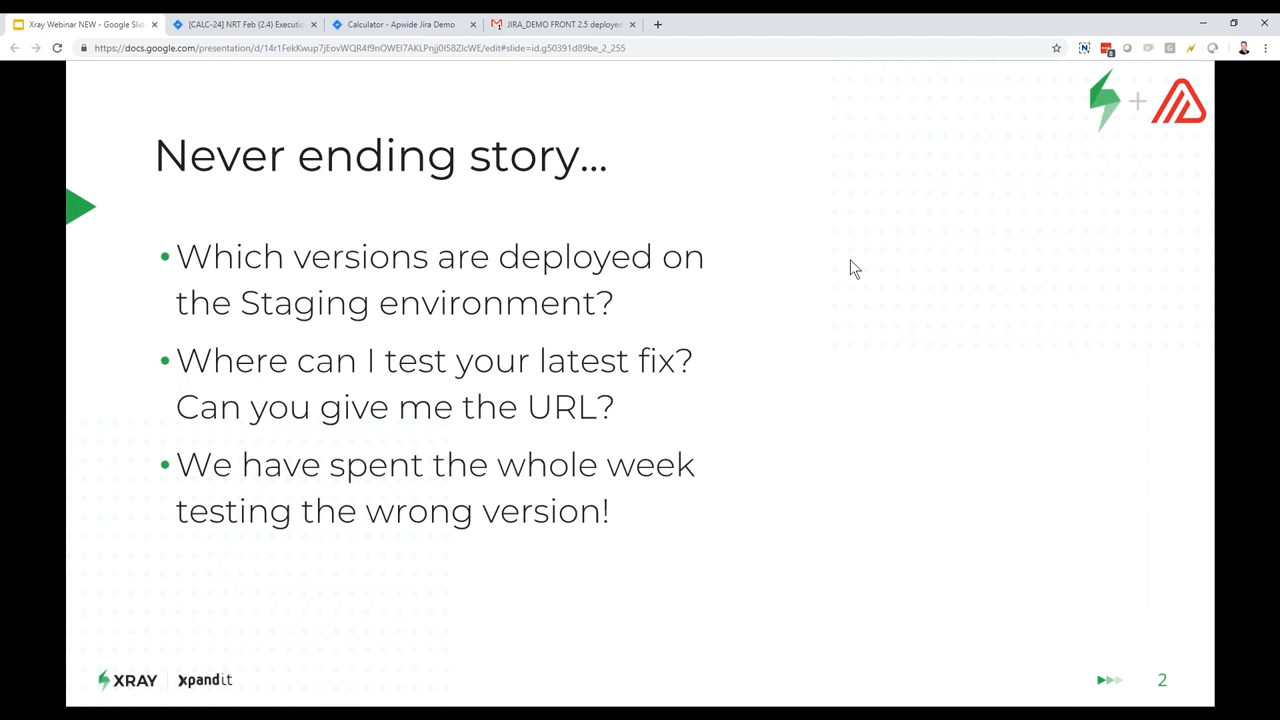 Xray Webinar NEW - Google Slid
[CALC-24] NRT Feb (2.4) Executio
Calculator - Apwide Jira Demo
JIRA_DEMO FRONT 2.5 deployed
Never ending story...
•Which versions are deployed on
the Staging environment?
•Where can I test your latest fix?
Can you give me the URL?
•We have spent the whole week
testing the wrong version!
XRAY
xpandit
2